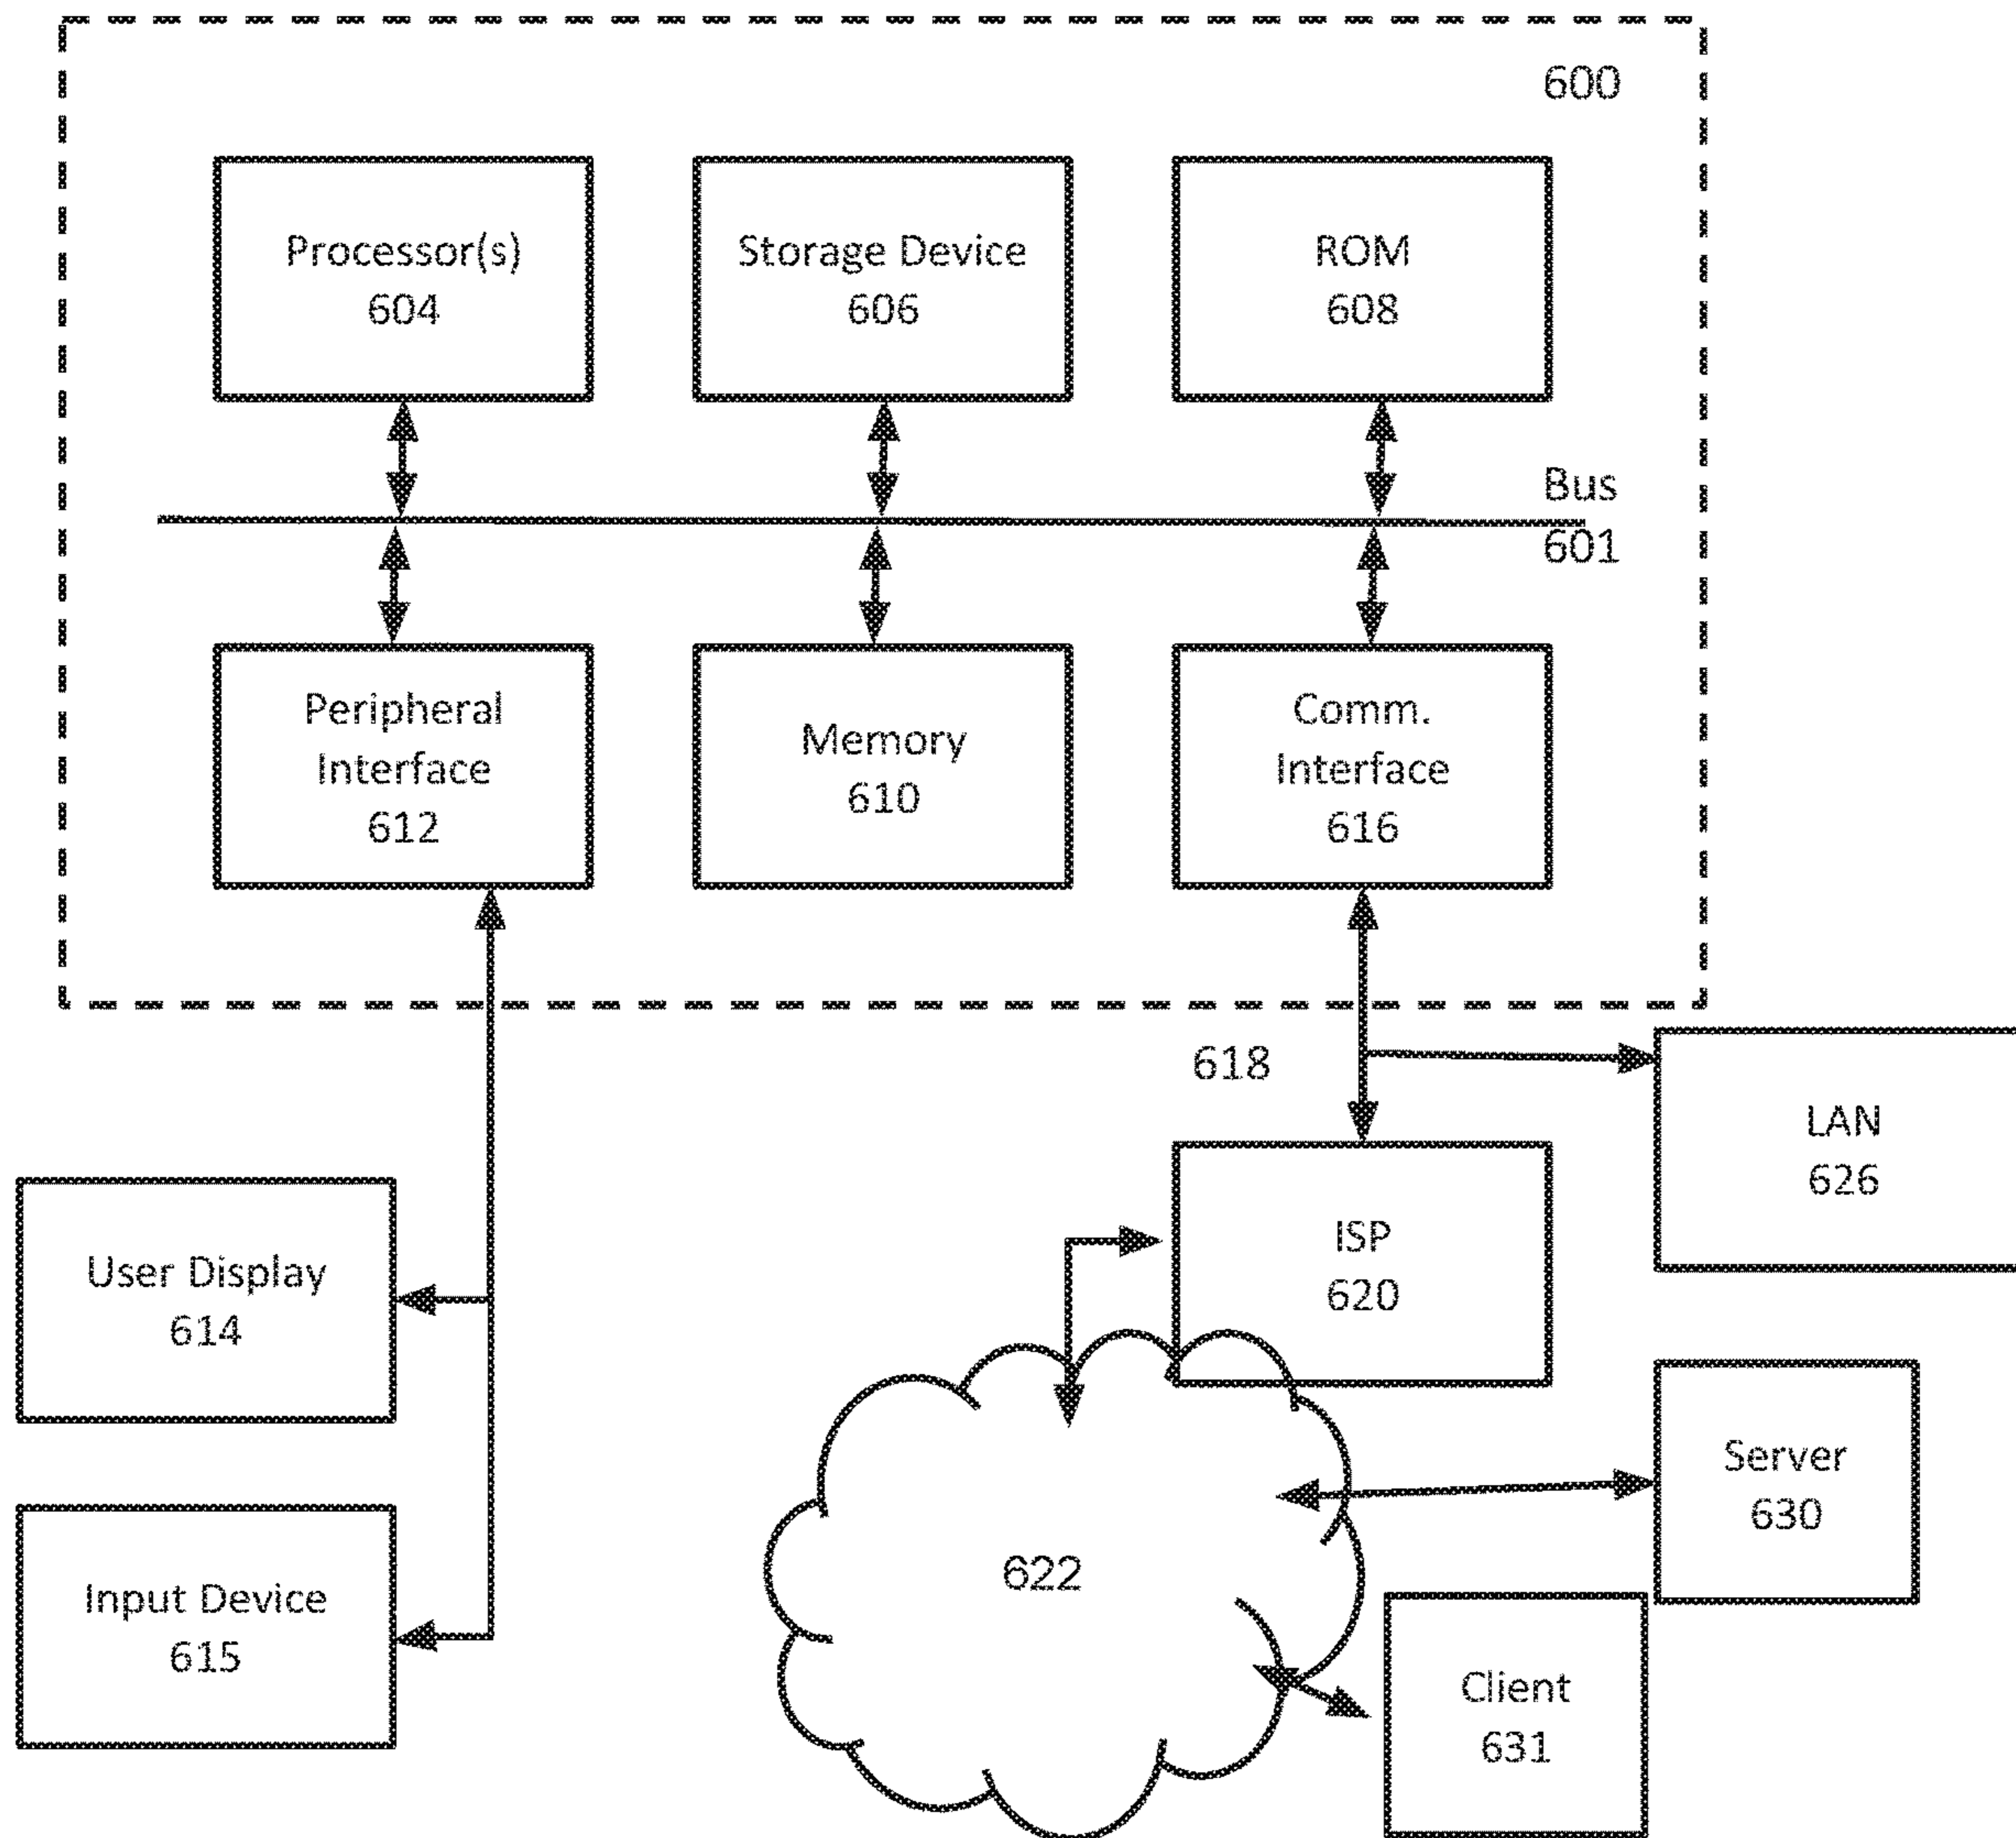 600
Processor(s)
604
Storage Device
606
ROM
608
Bus
601
Peripheral
Interface
612
Memory
610
Comm.
Interface
616
618
LAN
626
ISP
620
User Display
614
Server
630
Input Device
615
622
Client
631